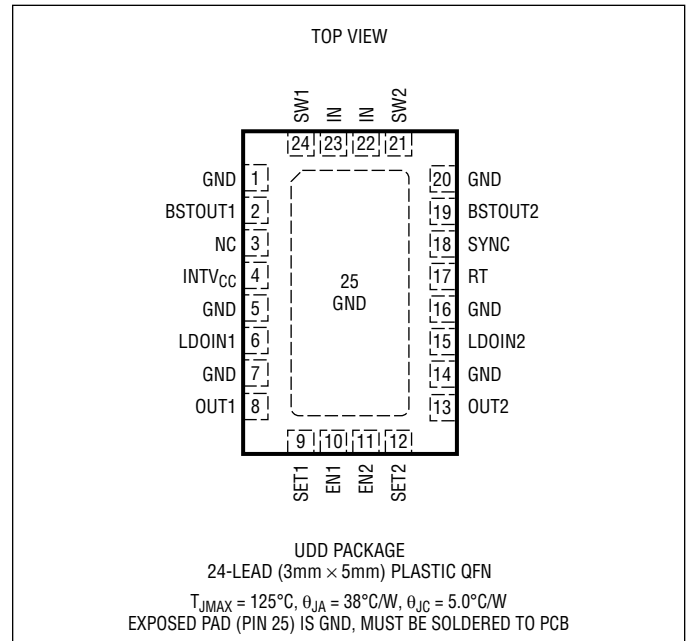 TOP VIEW
SW1 IN IN SW2
24 23 22 21
GND 1
BSTOUT1 2
NC 3
INTVCC 4
GND 5
LDOIN1 6
GND 7
OUT1 8
25
GND
20 GND
19 BSTOUT2
18 SYNC
17 RT
16 GND
15 LDOIN2
14 GND
13 OUT2
9 10 11 12
SET1 EN1 EN2 SET2
UDD PACKAGE
24-LEAD (3mm × 5mm) PLASTIC QFN
TJMAX = 125°C, θJA = 38°C/W, θJC = 5.0°C/W
EXPOSED PAD (PIN 25) IS GND, MUST BE SOLDERED TO PCB